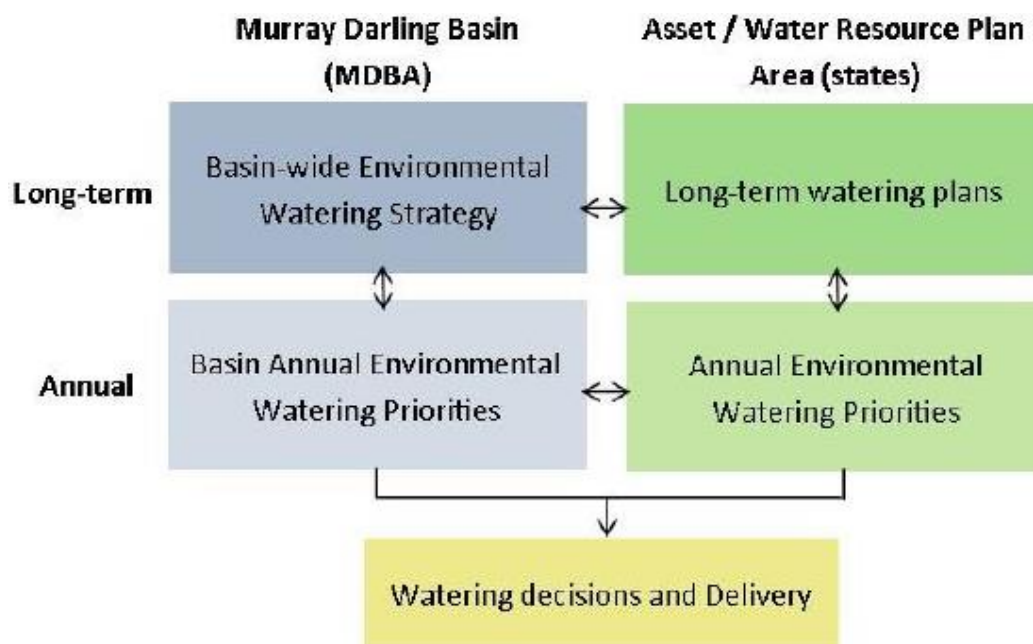 Murray Darling Basin
(MDBA)
Asset / Water Resource Plan
Area (states)
Long-term
Basin-wide Environmental
Watering Strategy
Long-term watering plans
Annual
Basin Annual Environmental
Watering Priorities
Annual Environmental
Watering Priorities
Watering decisions and Delivery